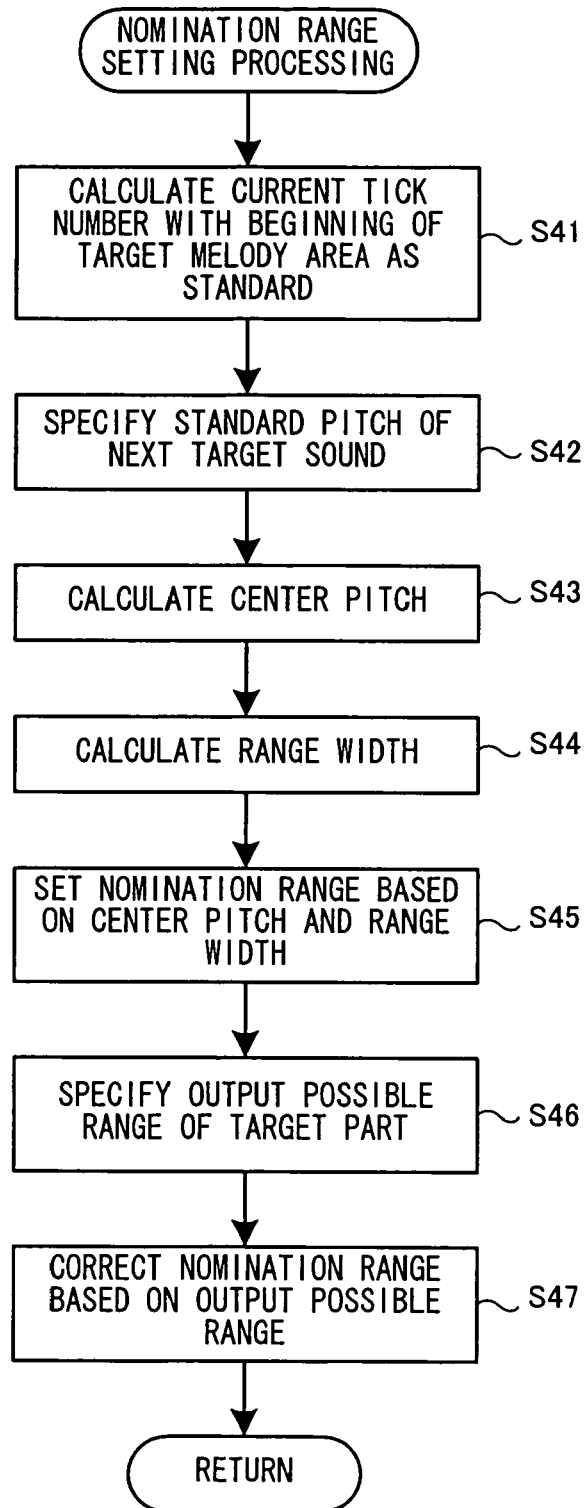 NOMINATION RANGE
SETTING PROCESSING
CALCULATE CURRENT TICK
NUMBER WITH BEGINNING OF
TARGET MELODY AREA AS
STANDARD
S41
SPECIFY STANDARD PITCH OF
NEXT TARGET SOUND
S42
CALCULATE CENTER PITCH
S43
CALCULATE RANGE WIDTH
S44
SET NOMINATION RANGE BASED
ON CENTER PITCH AND RANGE
WIDTH
S45
SPECIFY OUTPUT POSSIBLE
RANGE OF TARGET PART
S46
CORRECT NOMINATION RANGE
BASED ON OUTPUT POSSIBLE
RANGE
S47
RETURN